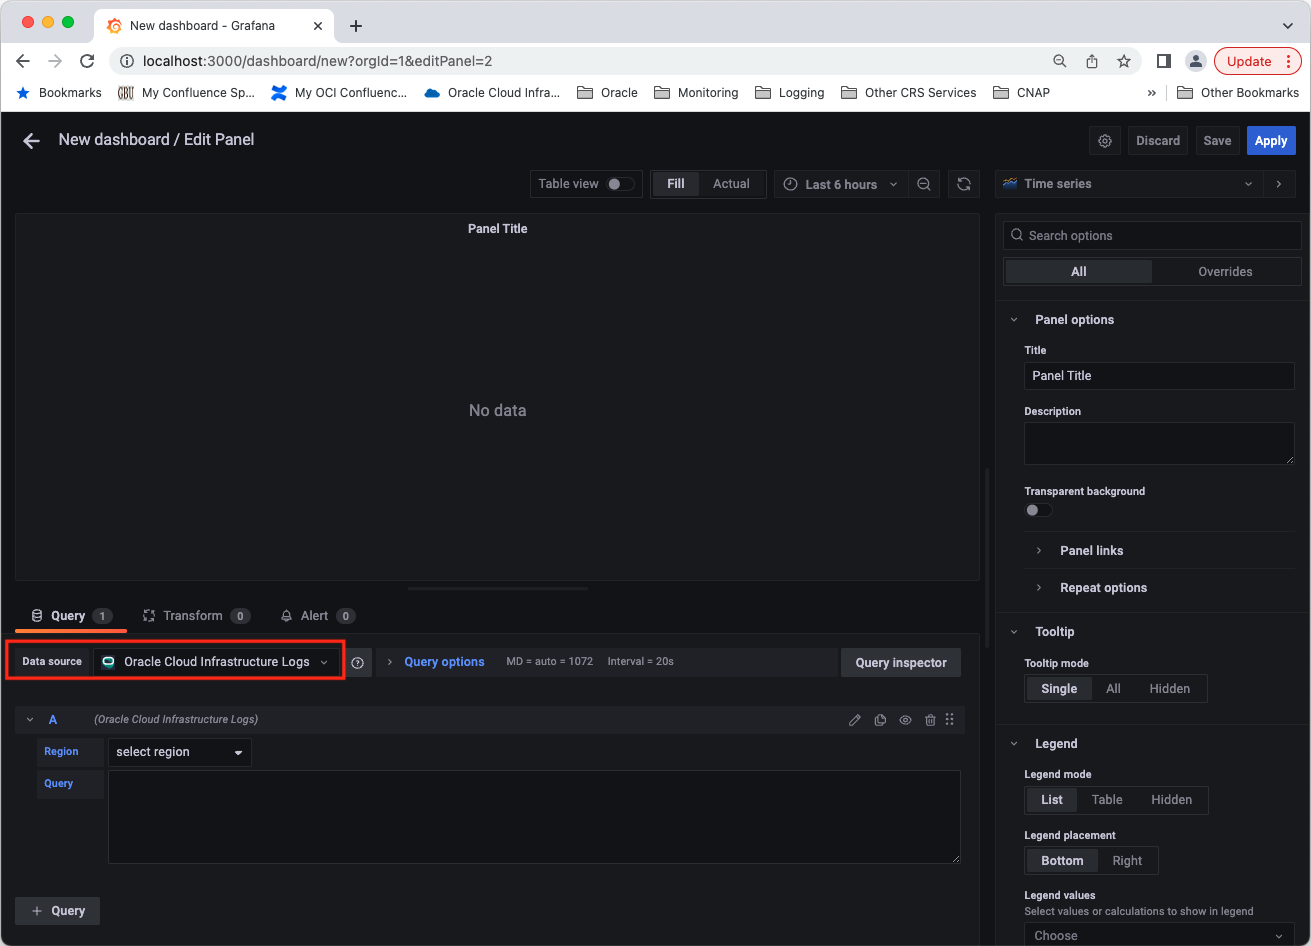 New dashboard - Grafana
localhost:3000/dashboard/new?orgId=1&editPanel=2
Update
Bookmarks
My Confluence Sp...
My OCI Confluenc...
Oracle Cloud Infra...
Oracle
Monitoring
Logging
Other CRS Services
CNAP
»
Other Bookmarks
New dashboard / Edit Panel
Discard
Save
Apply
Table view
Fill
Actual
Last 6 hours
Time series
Panel Title
Search options
All
Overrides
No data
Panel options
Title
Panel Title
Description
Transparent background
Panel links
Repeat options
Query 1
Transform 0
Alert 0
Data source
Oracle Cloud Infrastructure Logs
Query options
MD = auto = 1072
Interval = 20s
Query inspector
A
(Oracle Cloud Infrastructure Logs)
Region
select region
Query
+ Query
Tooltip
Tooltip mode
Single
All
Hidden
Legend
Legend mode
List
Table
Hidden
Legend placement
Bottom
Right
Legend values
Select values or calculations to show in legend
Choose